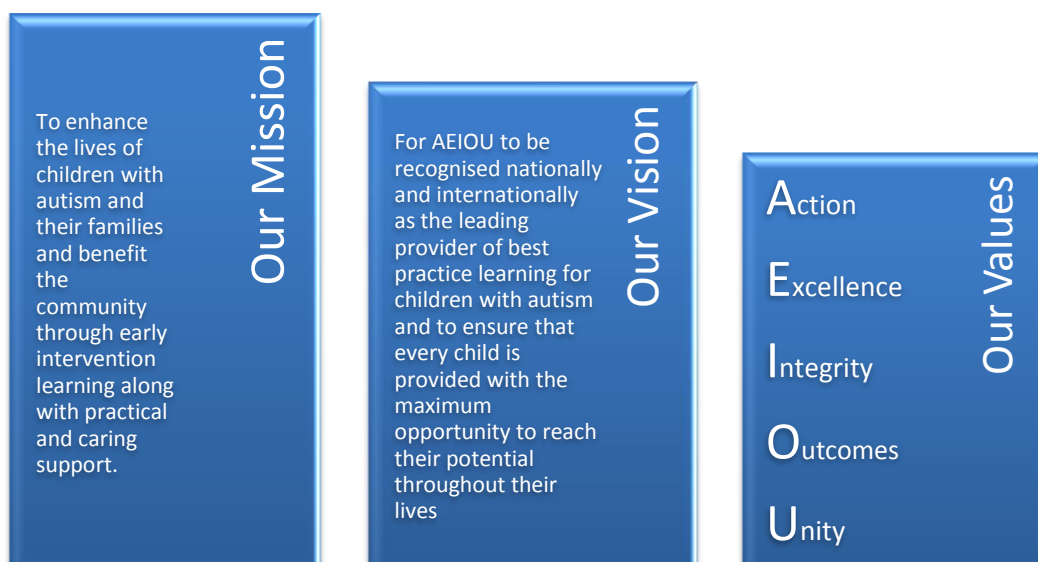 Our Mission
To enhance
the lives of
children with
autism and
their families
and benefit
the
community
through early
intervention
learning along
with practical
and caring
support.
Our Vision
For AEIOU to be
recognised nationally
and internationally
as the leading
provider of best
practice learning for
children with autism
and to ensure that
every child is
provided with the
maximum
opportunity to reach
their potential
throughout their
lives
Our Values
Action
Excellence
Integrity
Outcomes
Unity